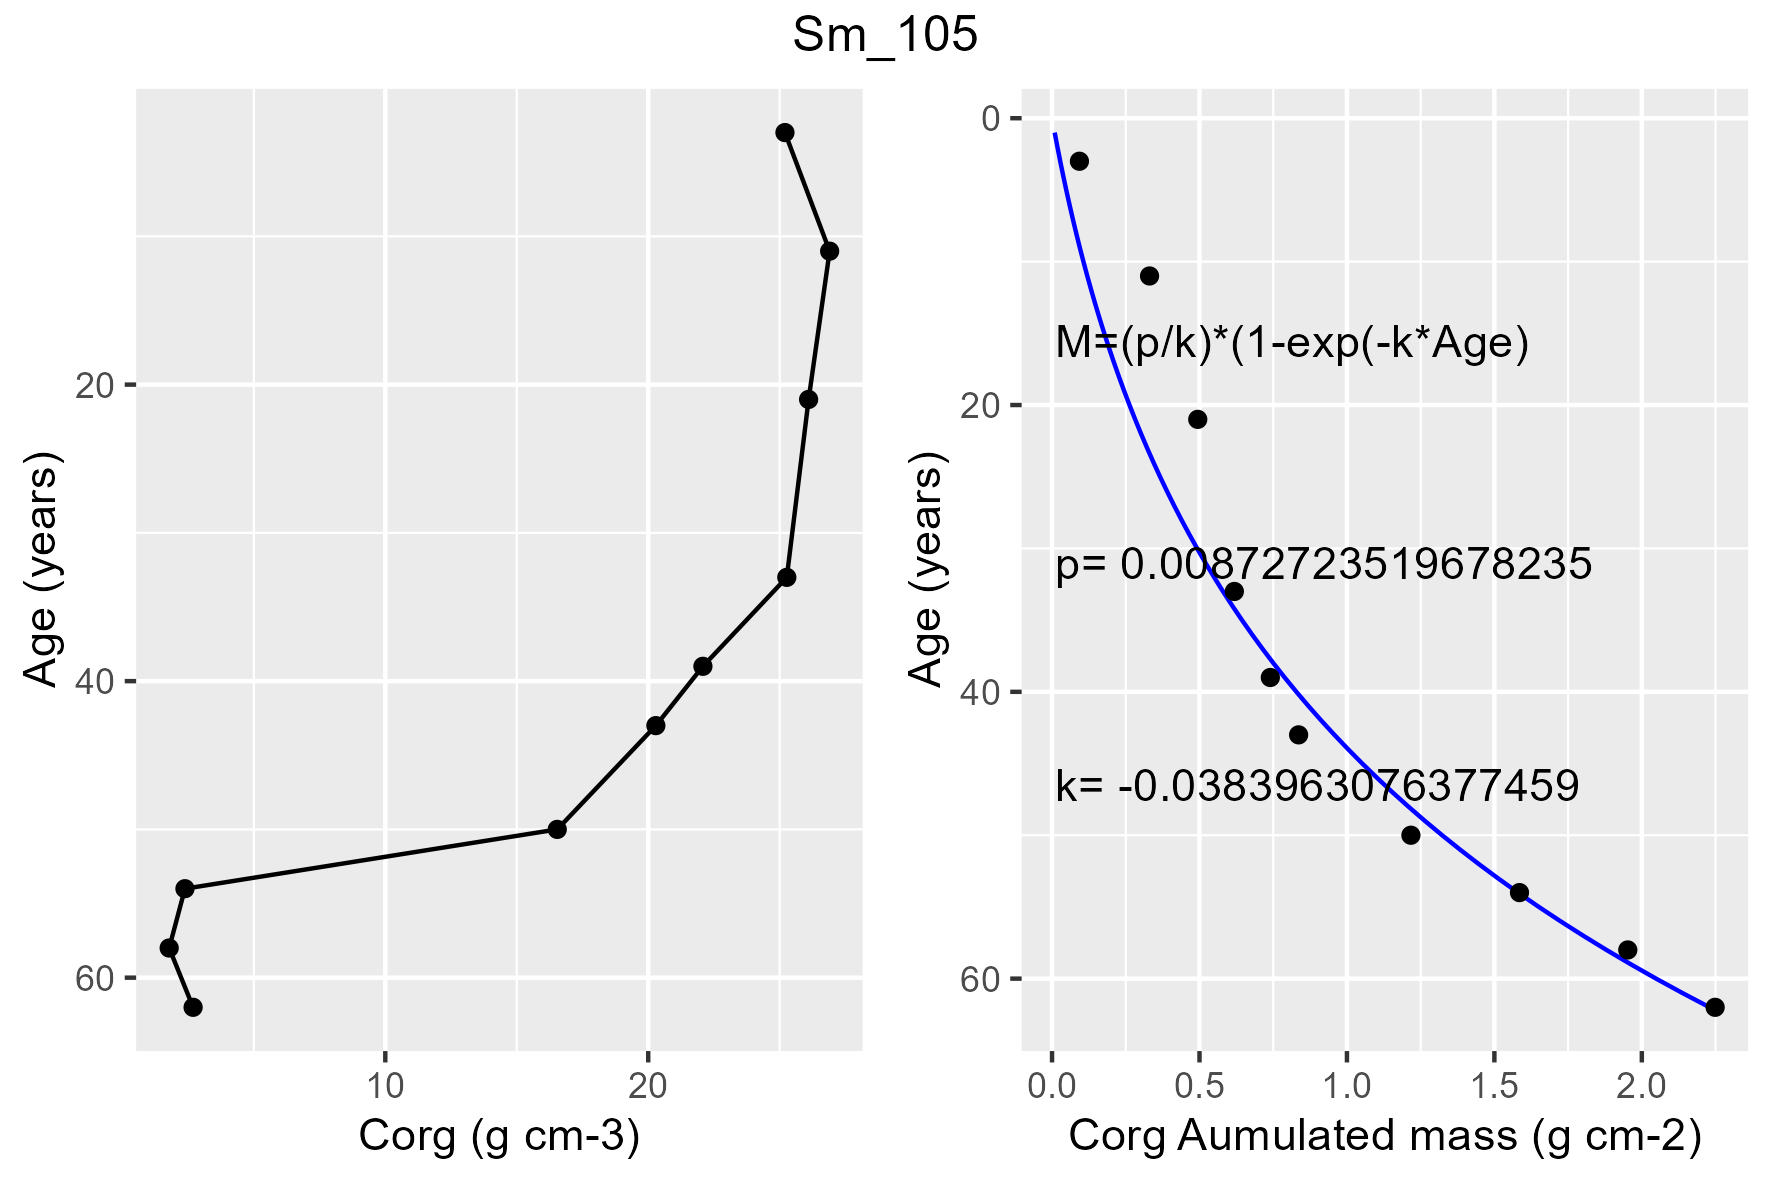 Sm_105
Age (years)
20
40
60
10
20
Corg (g cm-3)
Age (years)
0
20
40
60
M=(p/k)*(1-exp(-k*Age)
p= 0.00872723519678235
k= -0.0383963076377459
0.0
0.5
1.0
1.5
2.0
Corg Aumulated mass (g cm-2)